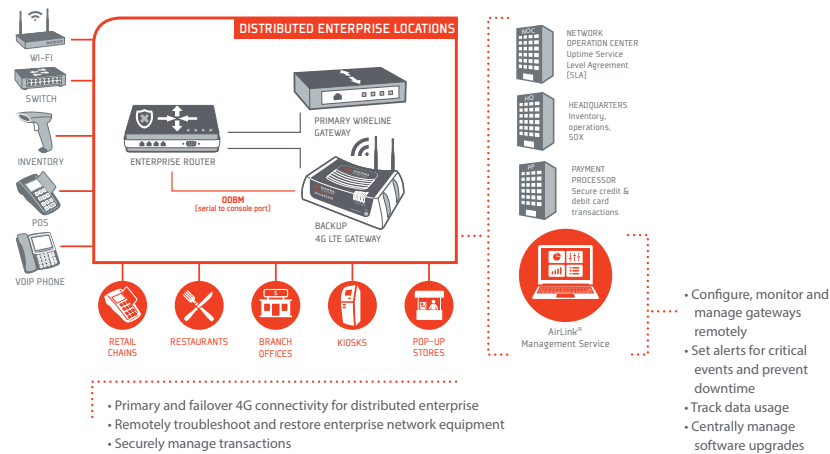 DISTRIBUTED ENTERPRISE LOCATIONS
WI-FI
SWITCH
INVENTORY
POS
VOIP PHONE
ENTERPRISE ROUTER
PRIMARY WIRELINE
GATEWAY
OOBM
(serial to console port)
BACKUP
4G LTE GATEWAY
RETAIL
CHAINS
RESTAURANTS
BRANCH
OFFICES
KIOSKS
POP-UP
STORES
NOC
NETWORK
OPERATION CENTER
Uptime Service
Level Agreement
(SLA)
HQ
HEADQUARTERS
Inventory,
operations,
SOX
PP
PAYMENT
PROCESSOR
Secure credit &
debit card
transactions
AirLink®
Management Service
• Configure, monitor and
manage gateways
remotely
• Set alerts for critical
events and prevent
downtime
• Track data usage
• Centrally manage
software upgrades
• Primary and failover 4G connectivity for distributed enterprise
• Remotely troubleshoot and restore enterprise network equipment
• Securely manage transactions